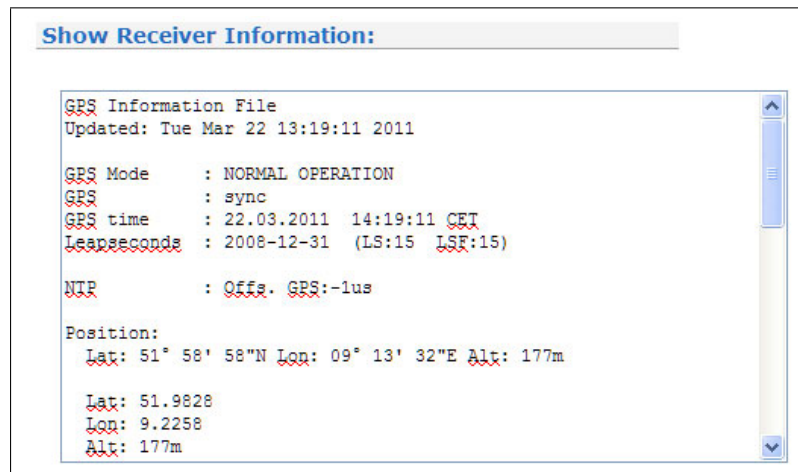 Show Receiver Information:
GPS Information File
Updated: Tue Mar 22 13:19:11 2011
GPS Mode : NORMAL OPERATION
GPS : sync
GPS time : 22.03.2011 14:19:11 CET
Leapseconds : 2008-12-31 (LS:15 LSF:15)
NTP : Offs. GPS:-1us
Position:
Lat: 51° 58' 58"N Lon: 09° 13' 32"E Alt: 177m
Lat: 51.9828
Lon: 9.2258
Alt: 177m